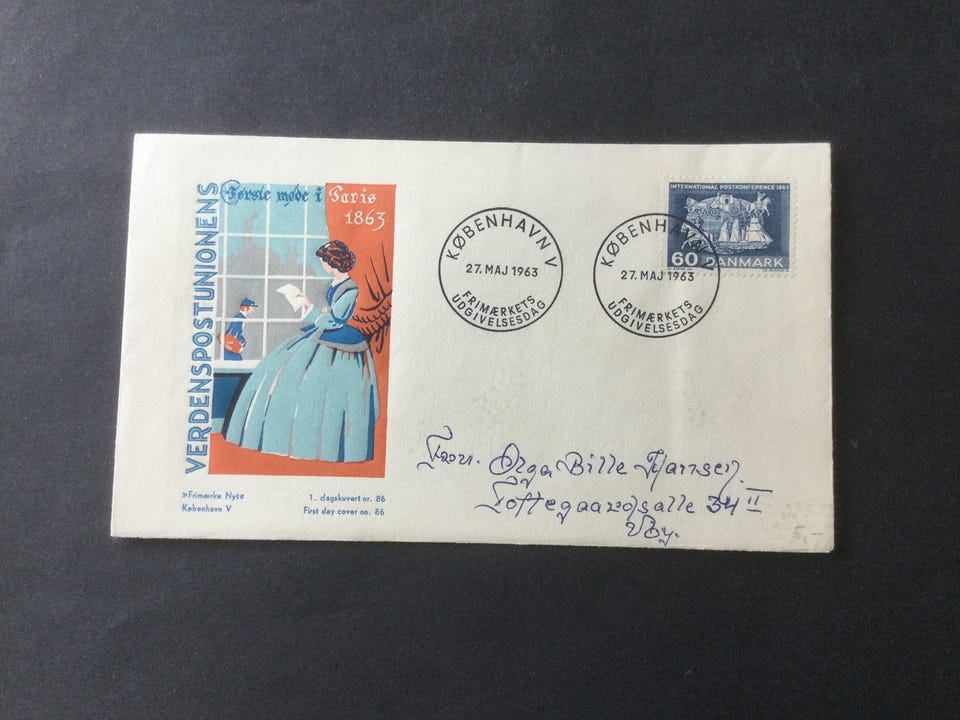 VERDENSPOSTUNIONENS
Første møde i Paris
1863
»Frimærke Nyt«
København V
1. dagskuvert nr. 86
First day cover no. 86
KØBENHAVN V
27. MAJ 1963
FRIMÆRKETS
UDGIVELSESDAG
KØBENHAVN V
27. MAJ 1963
FRIMÆRKETS
UDGIVELSESDAG
INTERNATIONAL POSTKONFERENCE 1863
60 DANMARK
Olga Bille Hansen
Toftegaardsalle 34 II
5,-